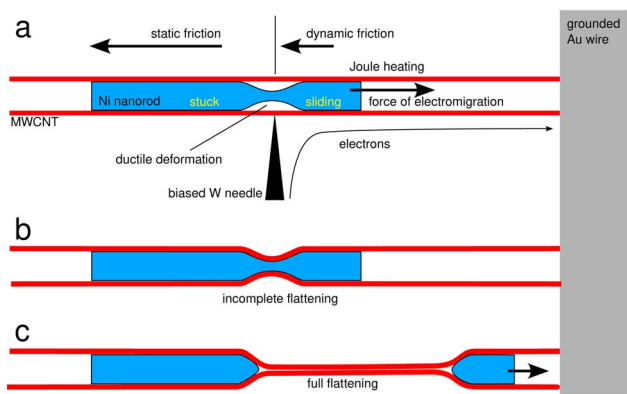 a
static friction
dynamic friction
grounded
Au wire
Joule heating
Ni nanorod
stuck
sliding
force of electromigration
MWCNT
ductile deformation
electrons
biased W needle
b
incomplete flattening
c
full flattening